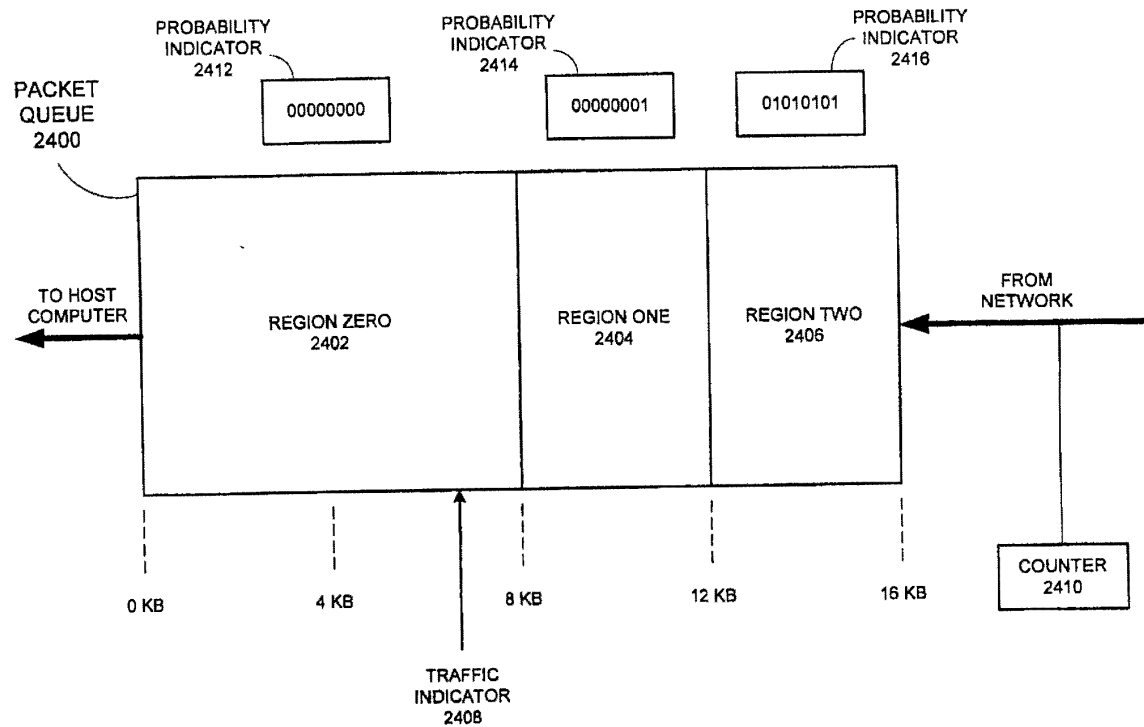 PROBABILITY
INDICATOR
2412
PROBABILITY
INDICATOR
2414
PROBABILITY
INDICATOR
2416
PACKET
QUEUE
2400
00000000
00000001
01010101
TO HOST
COMPUTER
REGION ZERO
2402
REGION ONE
2404
REGION TWO
2406
FROM
NETWORK
0 KB
4 KB
8 KB
12 KB
16 KB
COUNTER
2410
TRAFFIC
INDICATOR
2408